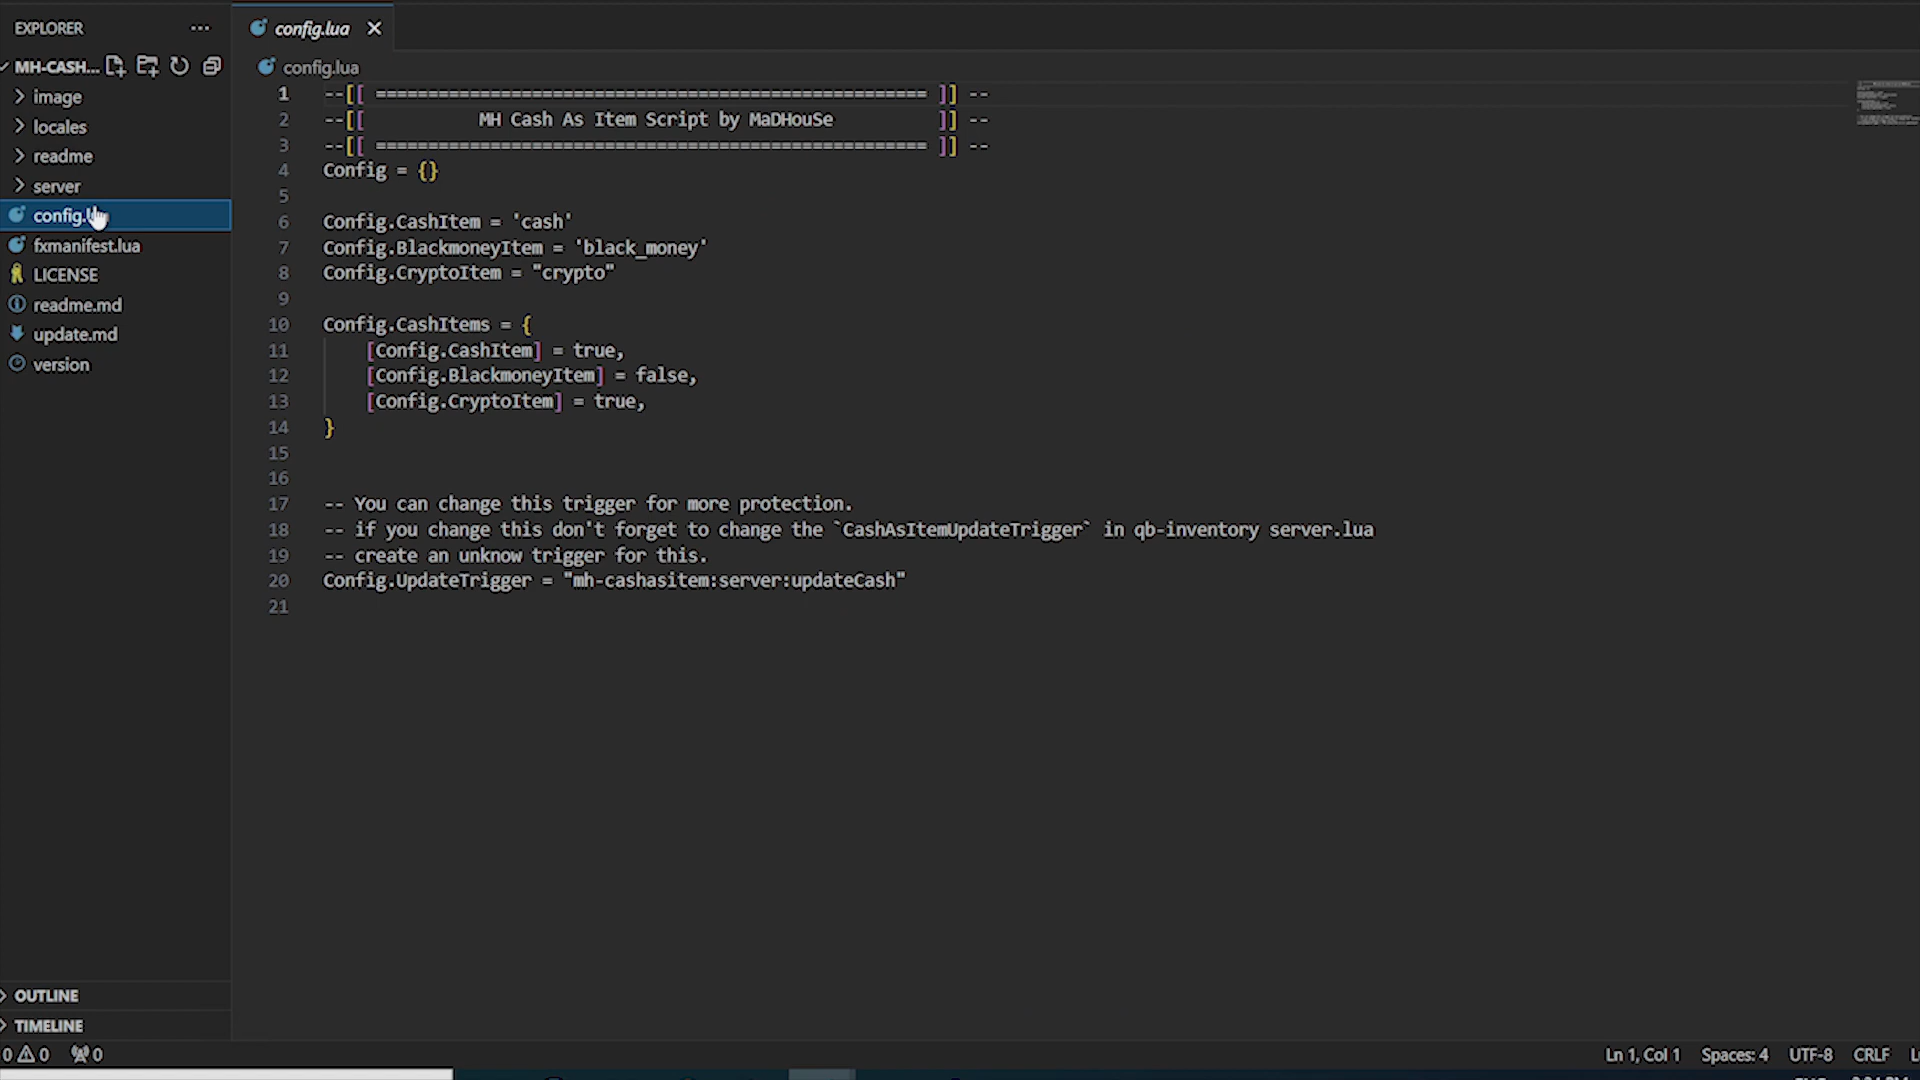 EXPLORER ···
MH-CASH...
image
locales
readme
server
config.
fxmanifest.lua
LICENSE
readme.md
update.md
version
OUTLINE
TIMELINE
config.lua
config.lua
1 --[[ ===================================================== ]] --
2 --[[ MH Cash As Item Script by MaDHouSe ]] --
3 --[[ ===================================================== ]] --
4 Config = {}
5
6 Config.CashItem = 'cash'
7 Config.BlackmoneyItem = 'black_money'
8 Config.CryptoItem = "crypto"
9
10 Config.CashItems = {
11 [Config.CashItem] = true,
12 [Config.BlackmoneyItem] = false,
13 [Config.CryptoItem] = true,
14 }
15
16
17 -- You can change this trigger for more protection.
18 -- if you change this don't forget to change the `CashAsItemUpdateTrigger` in qb-inventory server.lua
19 -- create an unknow trigger for this.
20 Config.UpdateTrigger = "mh-cashasitem:server:updateCash"
21
0 0 0
Ln 1, Col 1 Spaces: 4 UTF-8 CRLF